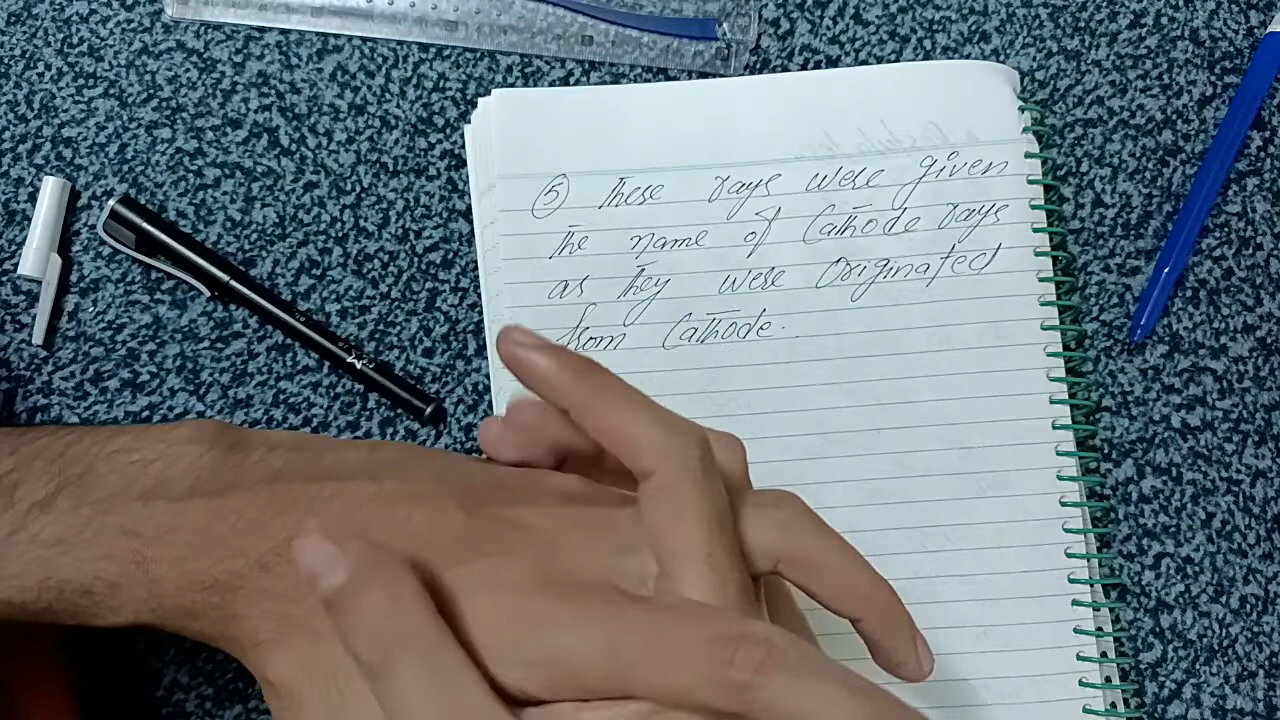 ⑤ These rays were given
the name of Cathode rays
as they were Originated
from Cathode.